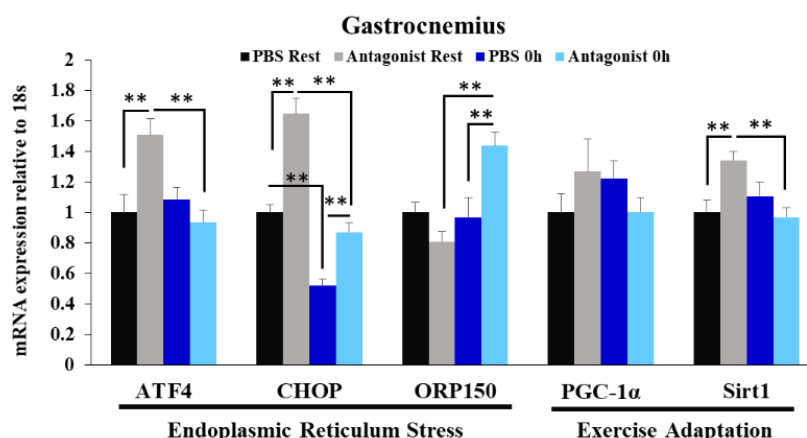 Gastrocnemius
PBS Rest Antagonist Rest PBS 0h Antagonist 0h
mRNA expression relative to 18s
2
1.8
1.6
1.4
1.2
1
0.8
0.6
0.4
0.2
0
** **
** ** ** **
** **
** **
ATF4 CHOP ORP150 PGC-1α Sirt1
Endoplasmic Reticulum Stress Exercise Adaptation